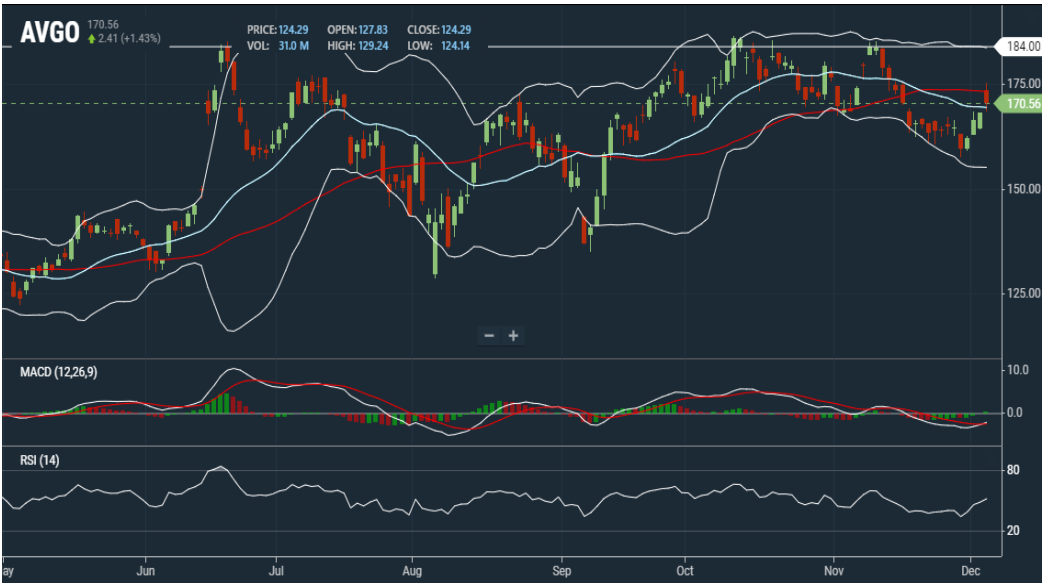 AVGO 170.56
2.41 (+1.43%)
PRICE: 124.29 OPEN: 127.83 CLOSE: 124.29
VOL: 31.0 M HIGH: 129.24 LOW: 124.14
184.00
175.00
170.56
150.00
125.00
− +
MACD (12,26,9)
10.0
0.0
RSI (14)
80
20
ay Jun Jul Aug Sep Oct Nov Dec